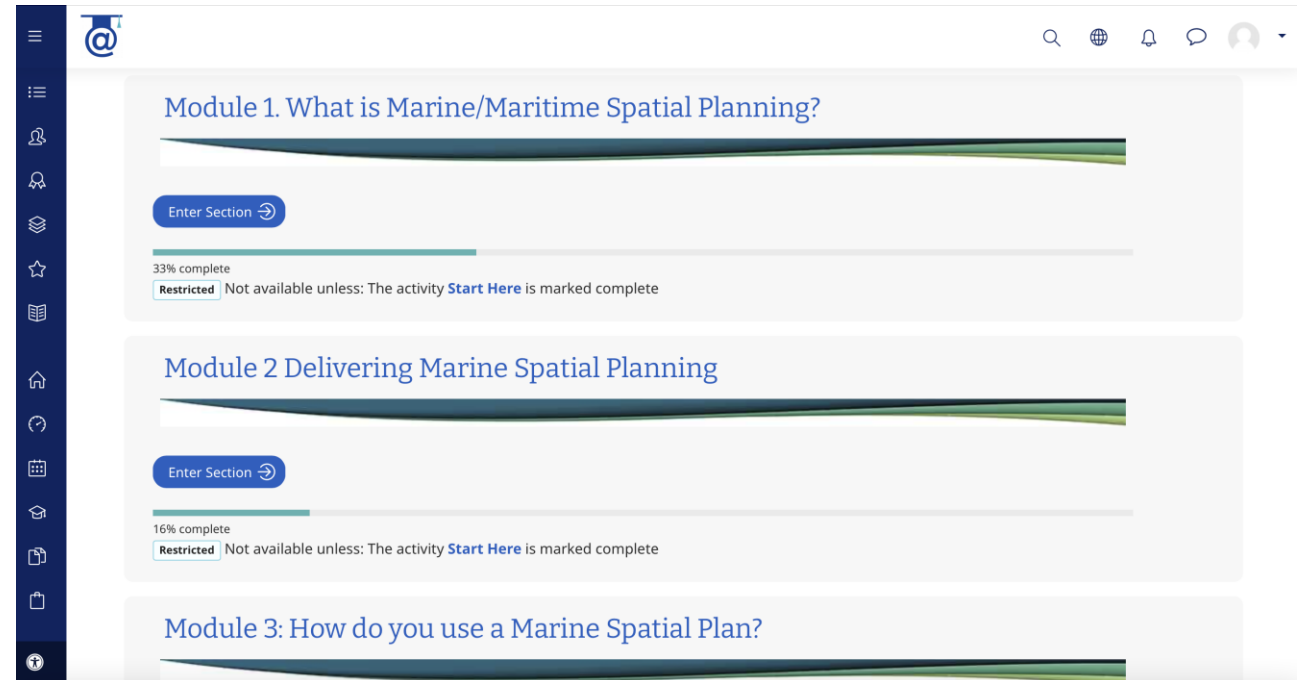 @
Module 1. What is Marine/Maritime Spatial Planning?
Enter Section
33% complete
Restricted Not available unless: The activity Start Here is marked complete
Module 2 Delivering Marine Spatial Planning
Enter Section
16% complete
Restricted Not available unless: The activity Start Here is marked complete
Module 3: How do you use a Marine Spatial Plan?